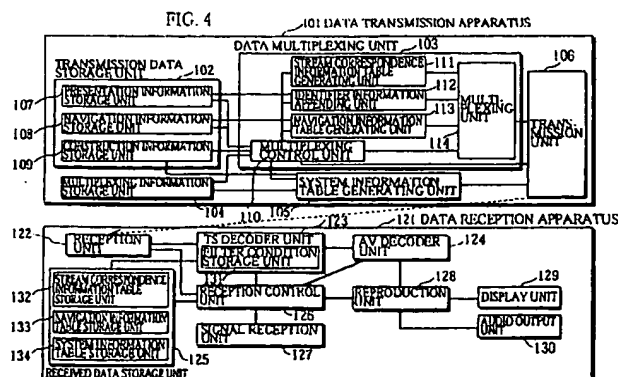 FIG. 4
101 DATA TRANSMISSION APPARATUS
DATA MULTIPLEXING UNIT
103
106
TRANSMISSION DATA
STORAGE UNIT
102
STREAM CORRESPONDENCE
INFORMATION TABLE
GENERATING UNIT
111
107
PRESENTATION INFORMATION
STORAGE UNIT
IDENTIFIER INFORMATION
APPENDING UNIT
112
108
NAVIGATION INFORMATION
STORAGE UNIT
NAVIGATION INFORMATION
TABLE GENERATING UNIT
113
MULTI-
PLEXING
UNIT
114
TRANS-
MISSION
UNIT
109
CONSTRUCTION INFORMATION
STORAGE UNIT
MULTIPLEXING
CONTROL UNIT
110
MULTIPLEXING INFORMATION
STORAGE UNIT
104
SYSTEM INFORMATION
TABLE GENERATING UNIT
105
121 DATA RECEPTION APPARATUS
122
RECEPTION
UNIT
123
TS DECODER UNIT
FILTER CONDITION
STORAGE UNIT
131
AV DECODER
UNIT
124
132
STREAM CORRESPONDENCE
INFORMATION TABLE
STORAGE UNIT
133
NAVIGATION INFORMATION
TABLE STORAGE UNIT
134
SYSTEM INFORMATION
TABLE STORAGE UNIT
125
RECEIVED DATA STORAGE UNIT
RECEPTION CONTROL
UNIT
126
REPRODUCTION
UNIT
128
DISPLAY UNIT
129
SIGNAL RECEPTION
UNIT
127
AUDIO OUTPUT
UNIT
130